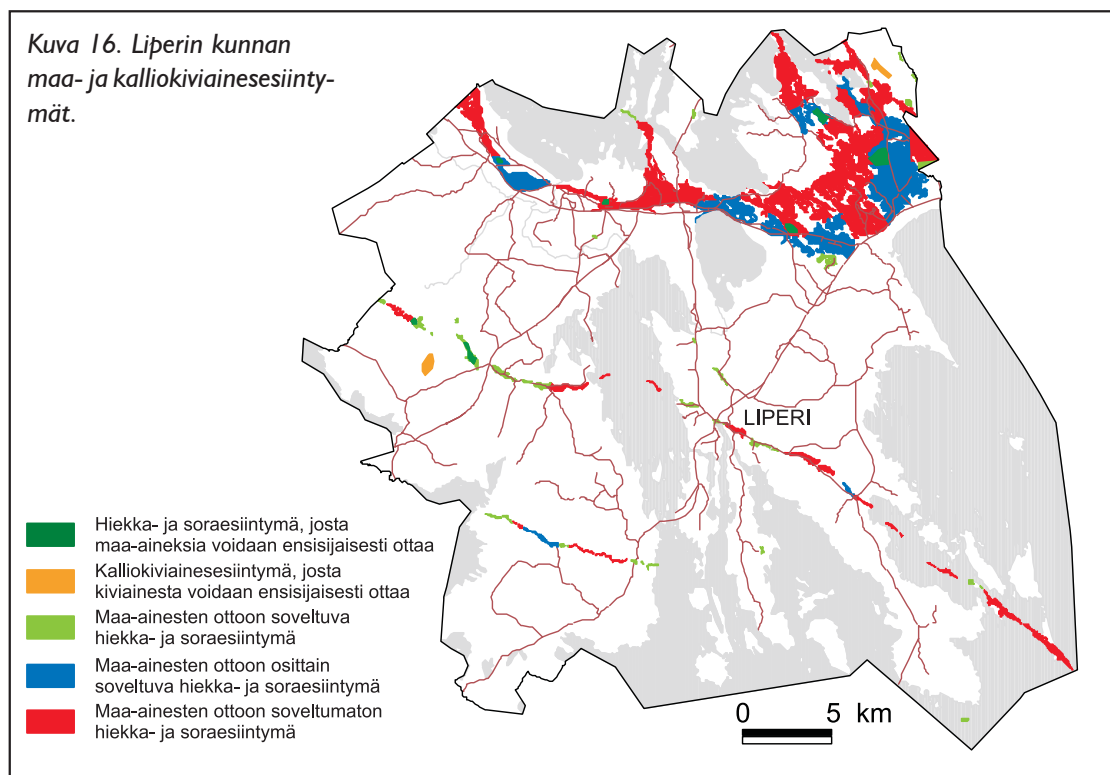 Kuva 16. Liperin kunnan
maa- ja kalliokiviainesesiinty-
mät.
LIPERI
Hiekka- ja soraesiintymä, josta
maa-aineksia voidaan ensisijaisesti ottaa
Kalliokiviainesesiintymä, josta
kiviainesta voidaan ensisijaisesti ottaa
Maa-ainesten ottoon soveltuva
hiekka- ja soraesiintymä
Maa-ainesten ottoon osittain
soveltuva hiekka- ja soraesiintymä
Maa-ainesten ottoon soveltumaton
hiekka- ja soraesiintymä
0 5 km